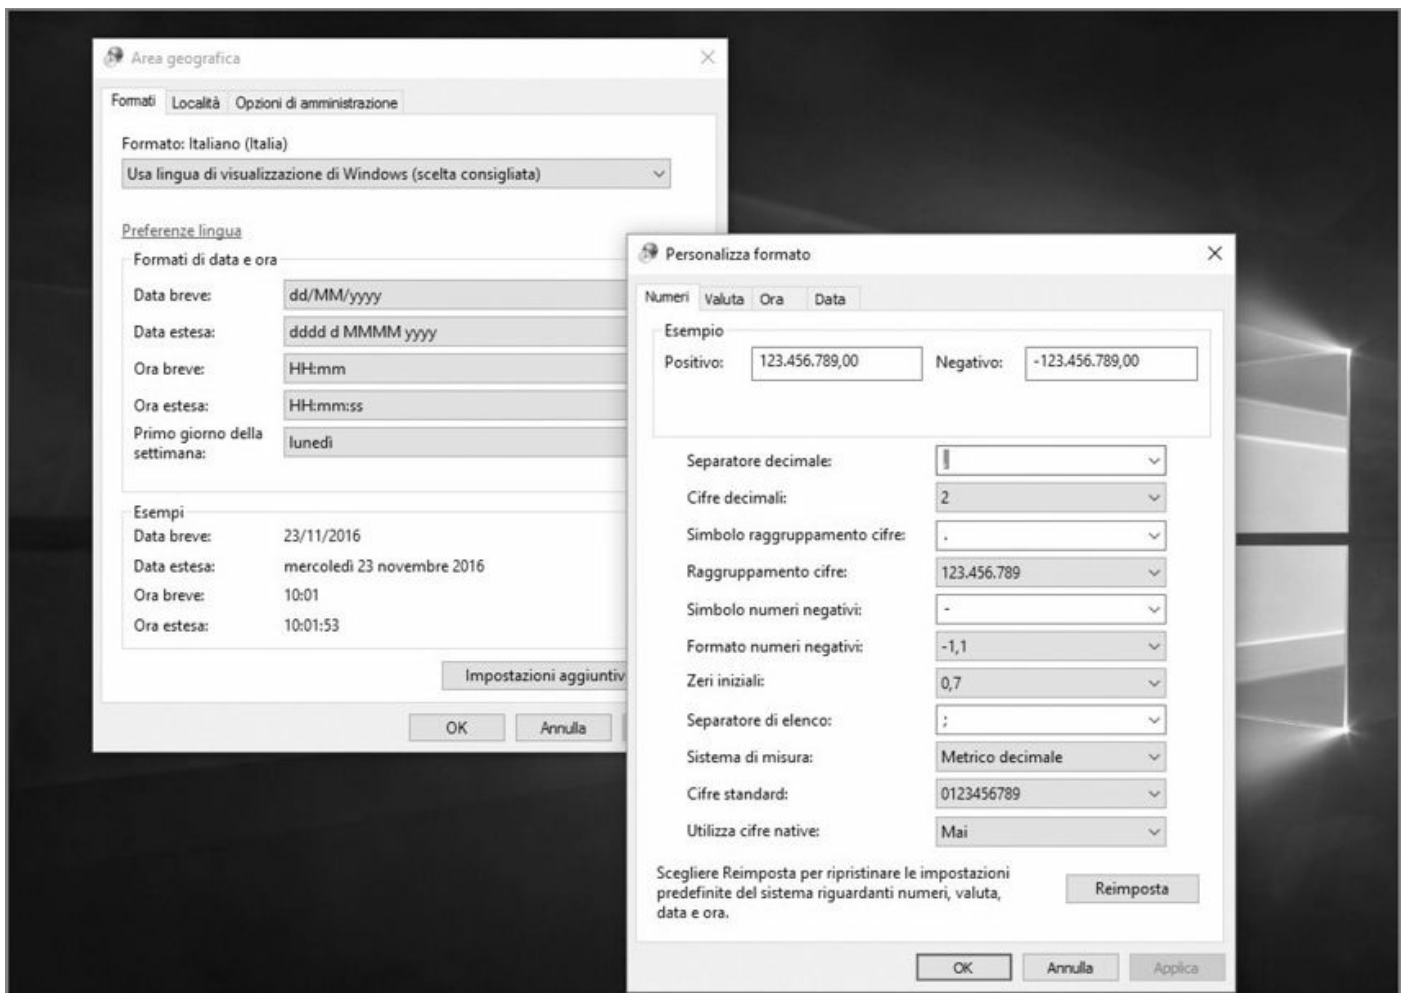 Area geografica
Formati Località Opzioni di amministrazione
Formato: Italiano (Italia)
Usa lingua di visualizzazione di Windows (scelta consigliata)
Preferenze lingua
Formati di data e ora
Data breve: dd/MM/yyyy
Data estesa: dddd d MMMM yyyy
Ora breve: HH:mm
Ora estesa: HH:mm:ss
Primo giorno della
settimana: lunedì
Esempi
Data breve: 23/11/2016
Data estesa: mercoledì 23 novembre 2016
Ora breve: 10:01
Ora estesa: 10:01:53
Impostazioni aggiuntiv
OK Annulla
Personalizza formato
Numeri Valuta Ora Data
Esempio
Positivo: 123.456.789,00 Negativo: -123.456.789,00
Separatore decimale:
Cifre decimali: 2
Simbolo raggruppamento cifre: .
Raggruppamento cifre: 123.456.789
Simbolo numeri negativi: -
Formato numeri negativi: -1,1
Zeri iniziali: 0,7
Separatore di elenco: ;
Sistema di misura: Metrico decimale
Cifre standard: 0123456789
Utilizza cifre native: Mai
Scegliere Reimposta per ripristinare le impostazioni
predefinite del sistema riguardanti numeri, valuta,
data e ora.
Reimposta
OK Annulla Applica